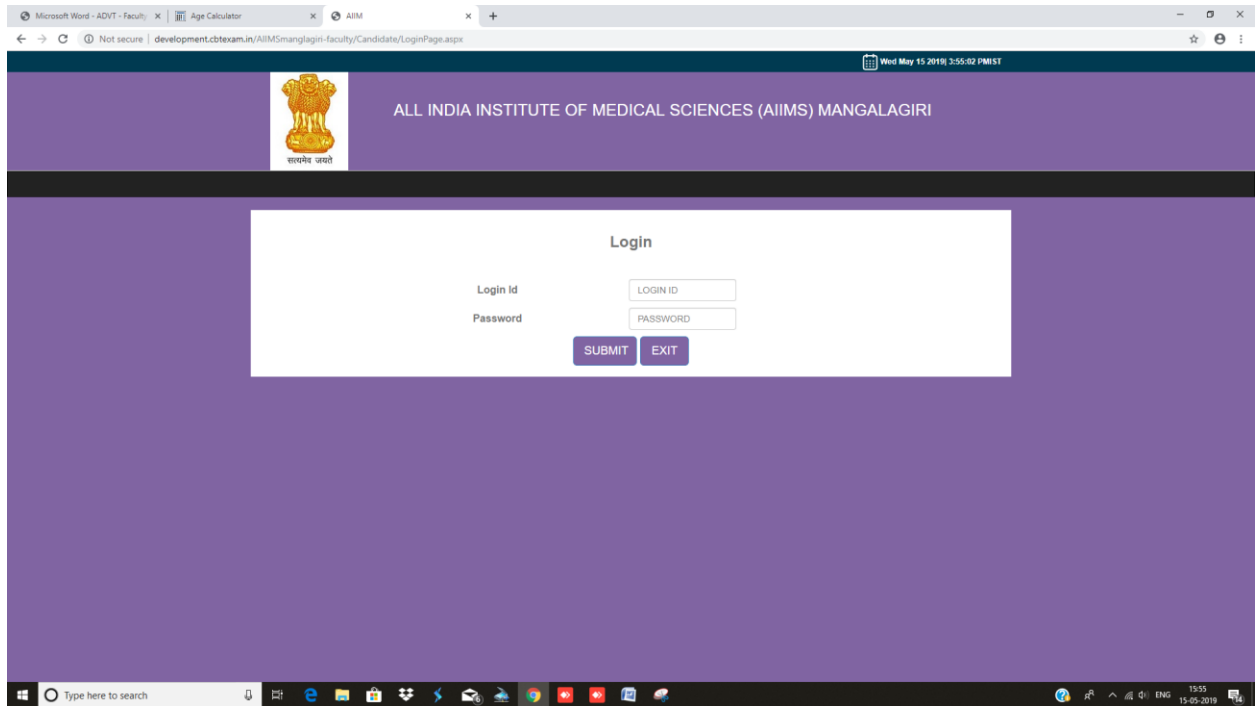 Microsoft Word - ADVT - Faculty
Age Calculator
AIIM
Not secure | development.cbtexam.in/AIIMSmanglagiri-faculty/Candidate/LoginPage.aspx
Wed May 15 2019| 3:55:02 PMIST
ALL INDIA INSTITUTE OF MEDICAL SCIENCES (AIIMS) MANGALAGIRI
सत्यमेव जयते
Login
Login Id
LOGIN ID
Password
PASSWORD
SUBMIT
EXIT
Type here to search
6
ENG
15:55
15-05-2019
14